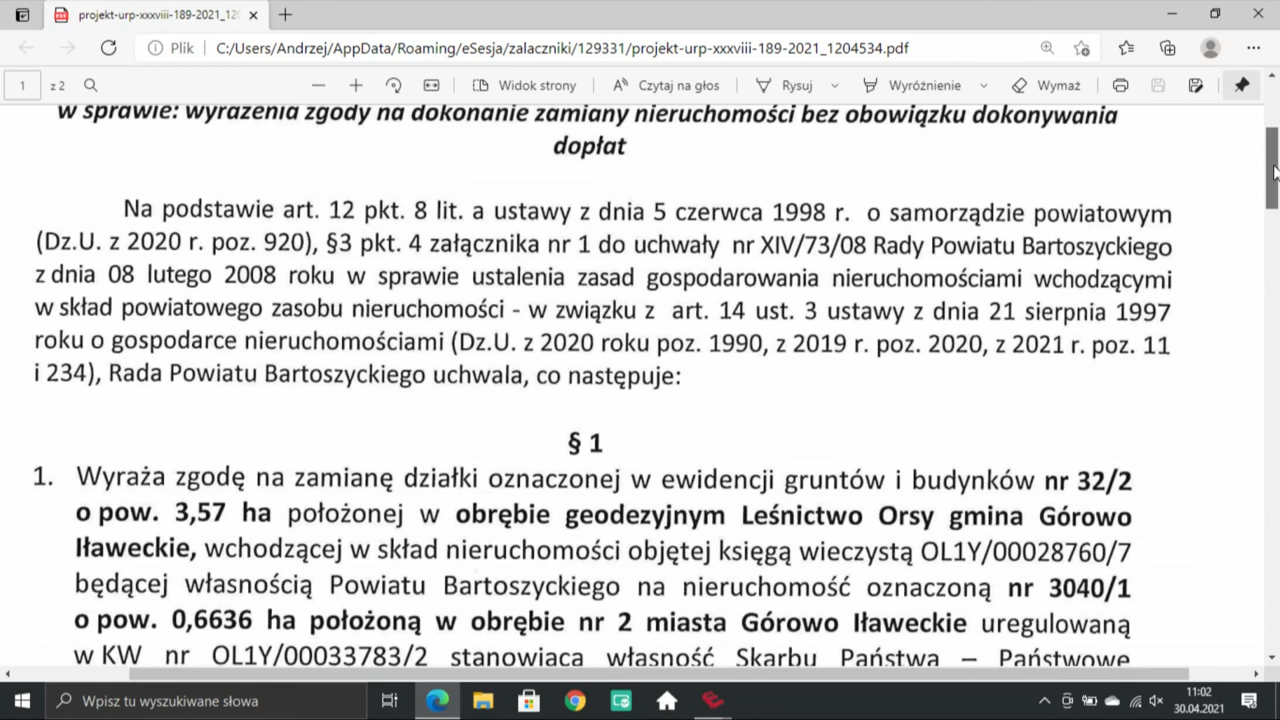 projekt-urp-xxxviii-189-2021_120
Plik
C:/Users/Andrzej/AppData/Roaming/eSesja/zalaczniki/129331/projekt-urp-xxxviii-189-2021_1204534.pdf
1 z 2 Widok strony Czytaj na głos Rysuj Wyróżnienie Wymaż
w sprawie: wyrażenia zgody na dokonanie zamiany nieruchomości bez obowiązku dokonywania
dopłat
Na podstawie art. 12 pkt. 8 lit. a ustawy z dnia 5 czerwca 1998 r. o samorządzie powiatowym
(Dz.U. z 2020 r. poz. 920), §3 pkt. 4 załącznika nr 1 do uchwały nr XIV/73/08 Rady Powiatu Bartoszyckiego
z dnia 08 lutego 2008 roku w sprawie ustalenia zasad gospodarowania nieruchomościami wchodzącymi
w skład powiatowego zasobu nieruchomości - w związku z art. 14 ust. 3 ustawy z dnia 21 sierpnia 1997
roku o gospodarce nieruchomościami (Dz.U. z 2020 roku poz. 1990, z 2019 r. poz. 2020, z 2021 r. poz. 11
i 234), Rada Powiatu Bartoszyckiego uchwala, co następuje:
§ 1
1. Wyraża zgodę na zamianę działki oznaczonej w ewidencji gruntów i budynków nr 32/2
o pow. 3,57 ha położonej w obrębie geodezyjnym Leśnictwo Orsy gmina Górowo
Iławeckie, wchodzącej w skład nieruchomości objętej księgą wieczystą OL1Y/00028760/7
będącej własnością Powiatu Bartoszyckiego na nieruchomość oznaczoną nr 3040/1
o pow. 0,6636 ha położoną w obrębie nr 2 miasta Górowo Iławeckie uregulowaną
w KW nr OL1Y/00033783/2 stanowiącą własność Skarbu Państwa – Państwowe
Wpisz tu wyszukiwane słowa
11:02
30.04.2021